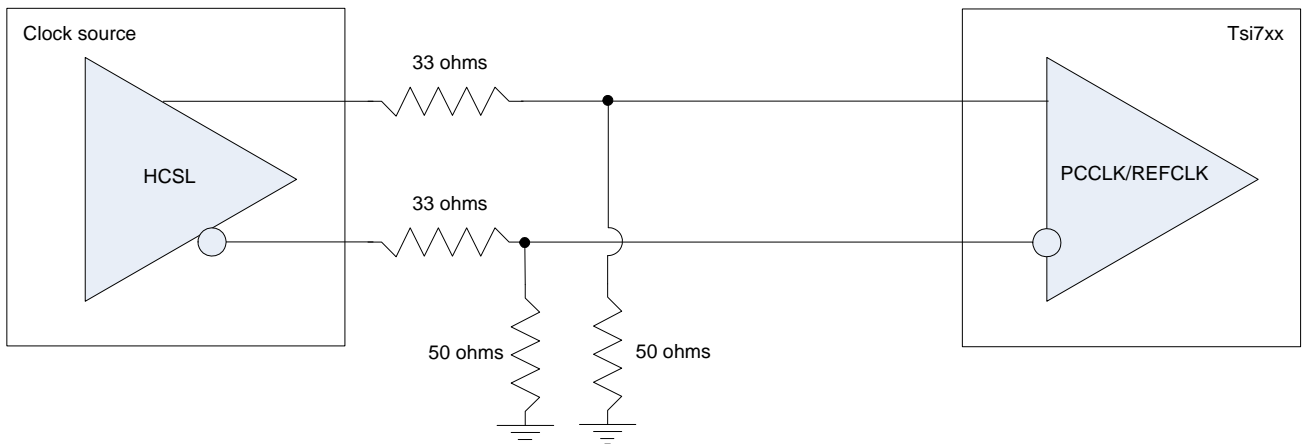 Clock source
Tsi7xx
33 ohms
HCSL
PCCLK/REFCLK
33 ohms
50 ohms
50 ohms